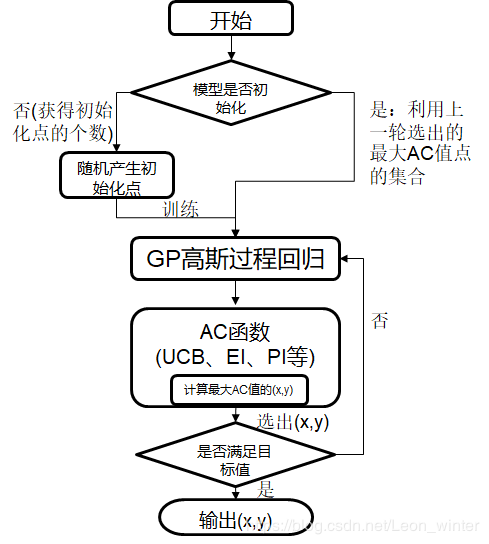 开始
模型是否初
始化
否(获得初始
化点的个数)
是：利用上
一轮选出的
最大AC值点
的集合
随机产生初
始化点
训练
GP高斯过程回归
否
AC函数
(UCB、EI、PI等)
计算最大AC值的(x,y)
选出(x,y)
是否满足目
标值
是
输出(x,y)
https://blog.csdn.net/Leon_winter